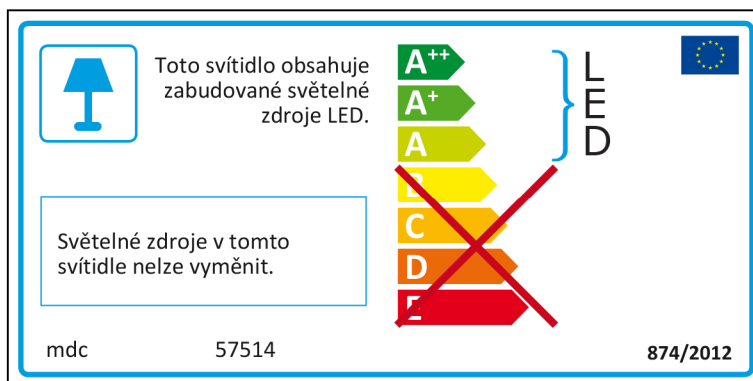 Toto svítidlo obsahuje
zabudované světelné
zdroje LED.
A++
A+
A
B
C
D
E
L
E
D
Světelné zdroje v tomto
svítidle nelze vyměnit.
mdc 57514
874/2012